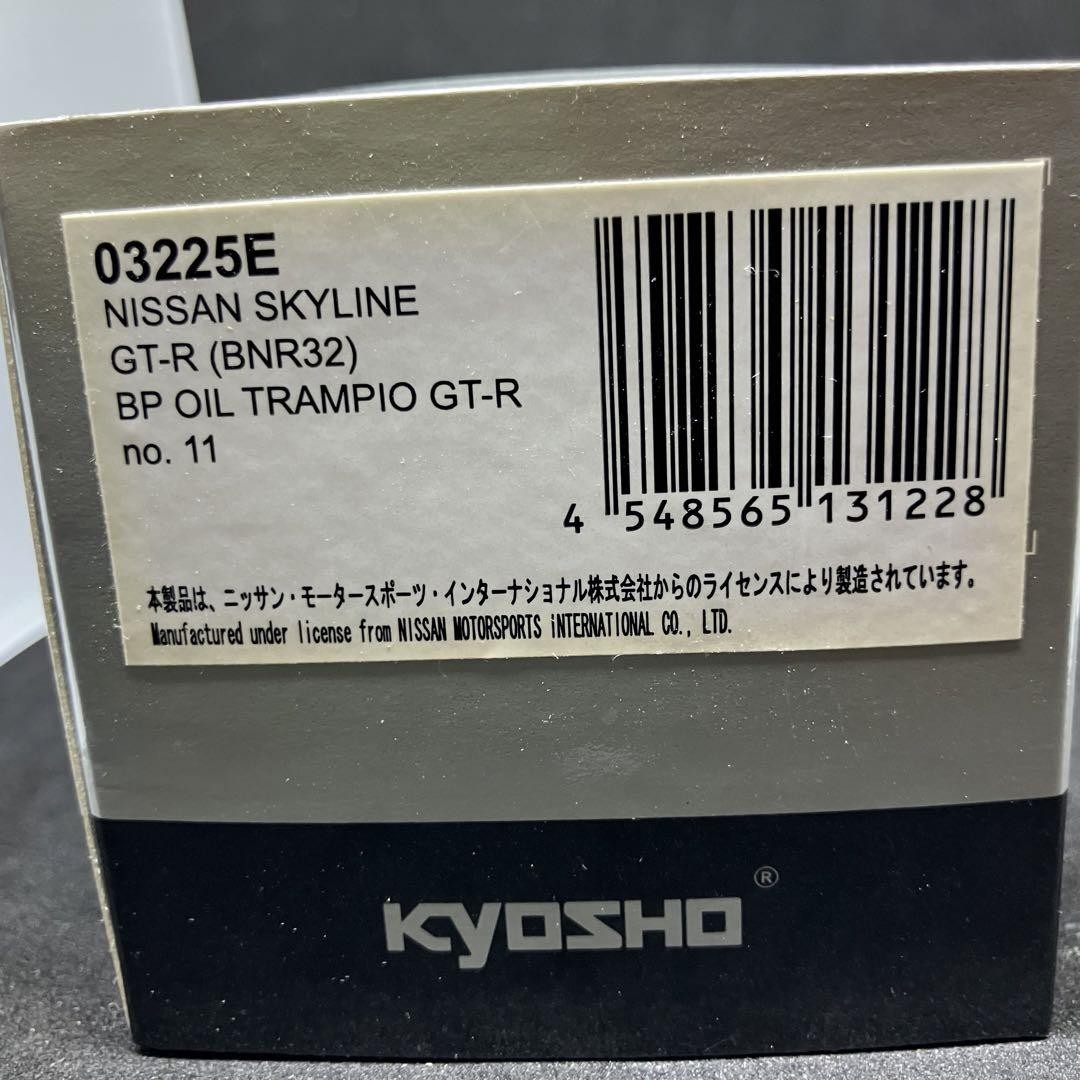 03225E
NISSAN SKYLINE
GT-R (BNR32)
BP OIL TRAMPIO GT-R
no. 11
4 548565 131228
本製品は、ニッサン・モータースポーツ・インターナショナル株式会社からのライセンスにより製造されています。
Manufactured under license from NISSAN MOTORSPORTS iNTERNATIONAL CO., LTD.
KYOSHO®